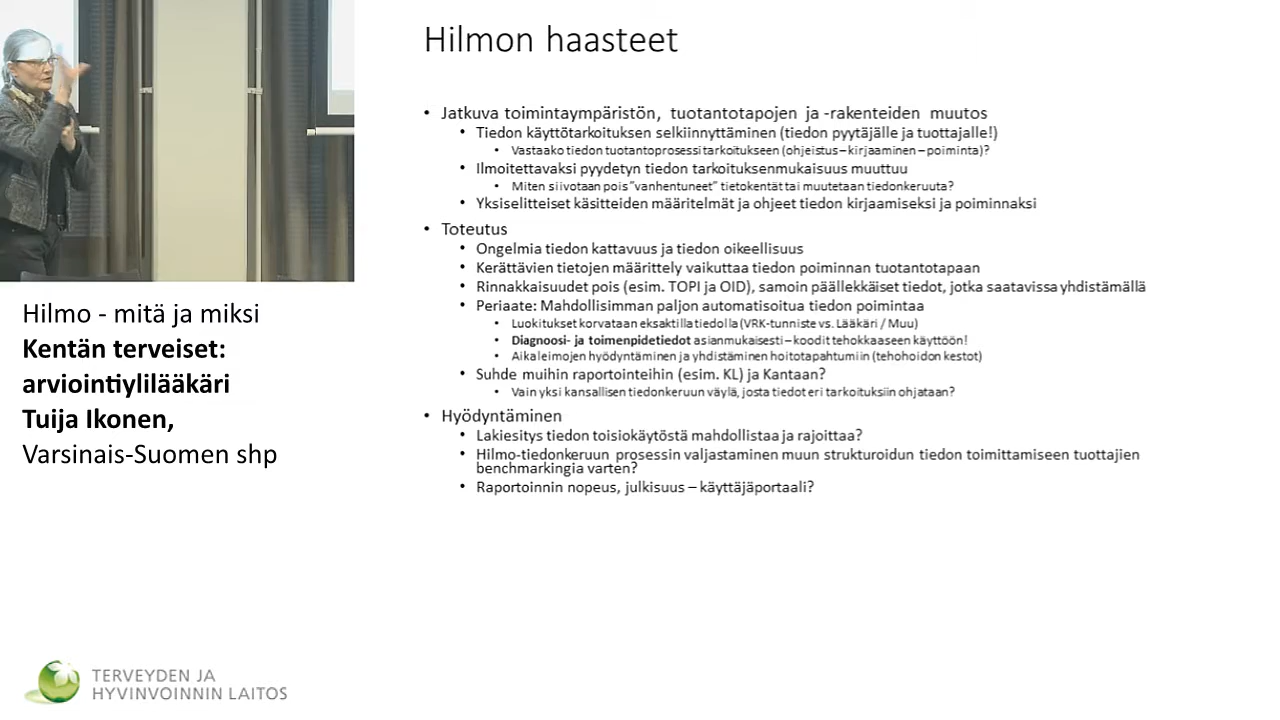 Hilmon haasteet
• Jatkuva toimintaympäristön, tuotantotapojen ja -rakenteiden muutos
• Tiedon käyttötarkoituksen selkiinnyttäminen (tiedon pyytäjälle ja tuottajalle!)
• Vastaako tiedon tuotantoprosessi tarkoitukseen (ohjeistus – kirjaaminen – poiminta)?
• Ilmoitettavaksi pyydetyn tiedon tarkoituksenmukaisuus muuttuu
• Miten siivotaan pois "vanhentuneet" tietokentät tai muutetaan tiedonkeruuta?
• Yksiselitteiset käsitteiden määritelmät ja ohjeet tiedon kirjaamiseksi ja poiminnaksi
• Toteutus
• Ongelmia tiedon kattavuus ja tiedon oikeellisuus
• Kerättävien tietojen määrittely vaikuttaa tiedon poiminnan tuotantotapaan
• Rinnakkaisuudet pois (esim. TOPI ja OID), samoin päällekkäiset tiedot, jotka saatavissa yhdistämällä
• Periaate: Mahdollisimman paljon automatisoitua tiedon poimintaa
• Luokitukset korvataan eksaktilla tiedolla (VRK-tunniste vs. Lääkäri / Muu)
• Diagnoosi- ja toimenpidetiedot asianmukaisesti – koodit tehokkaaseen käyttöön!
• Aikaleimojen hyödyntäminen ja yhdistäminen hoitotapahtumiin (tehohoidon kestot)
• Suhde muihin raportointeihin (esim. KL) ja Kantaan?
• Vain yksi kansallisen tiedonkeruun väylä, josta tiedot eri tarkoituksiin ohjataan?
• Hyödyntäminen
• Lakiesitys tiedon toisiokäytöstä mahdollistaa ja rajoittaa?
• Hilmo-tiedonkeruun prosessin valjastaminen muun strukturoidun tiedon toimittamiseen tuottajien
benchmarkingia varten?
• Raportoinnin nopeus, julkisuus – käyttäjäportaali?
Hilmo - mitä ja miksi
Kentän terveiset:
arviointiylilääkäri
Tuija Ikonen,
Varsinais-Suomen shp
TERVEYDEN JA
HYVINVOINNIN LAITOS